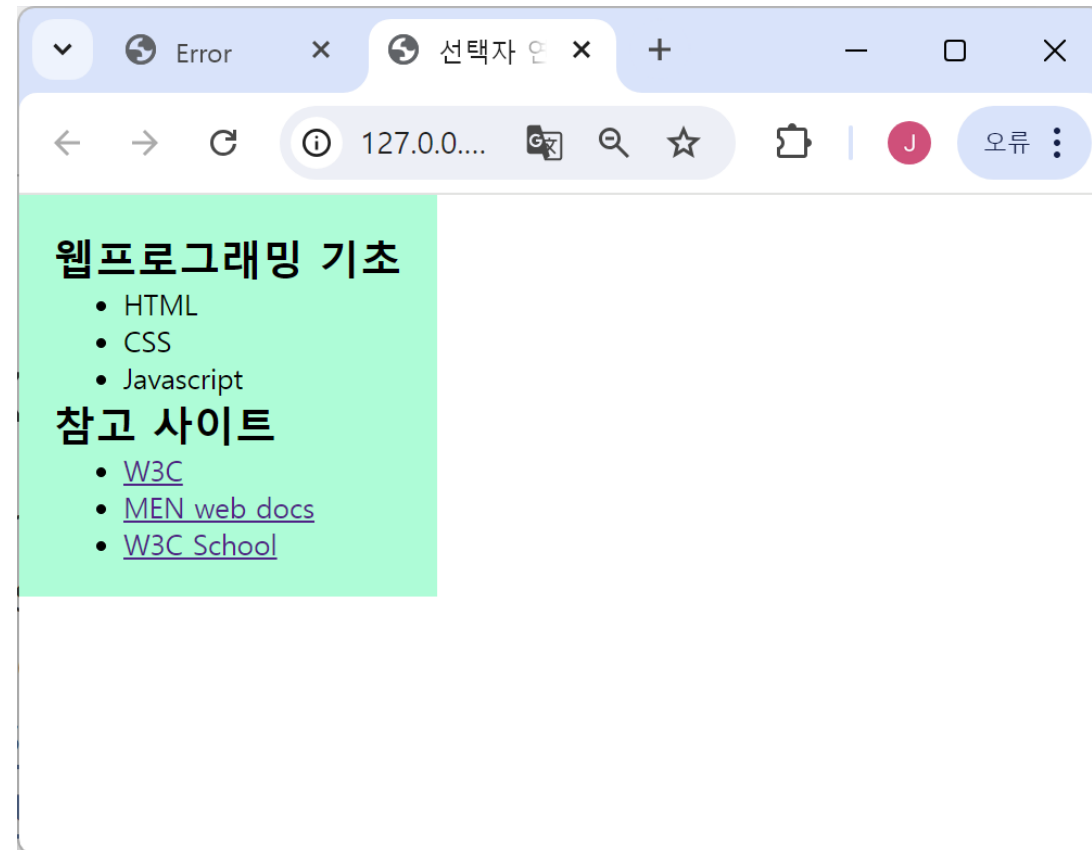 Error
선택자
127.0.0....
J
오류
웹프로그래밍 기초
HTML
CSS
Javascript
참고 사이트
W3C
MEN web docs
W3C School